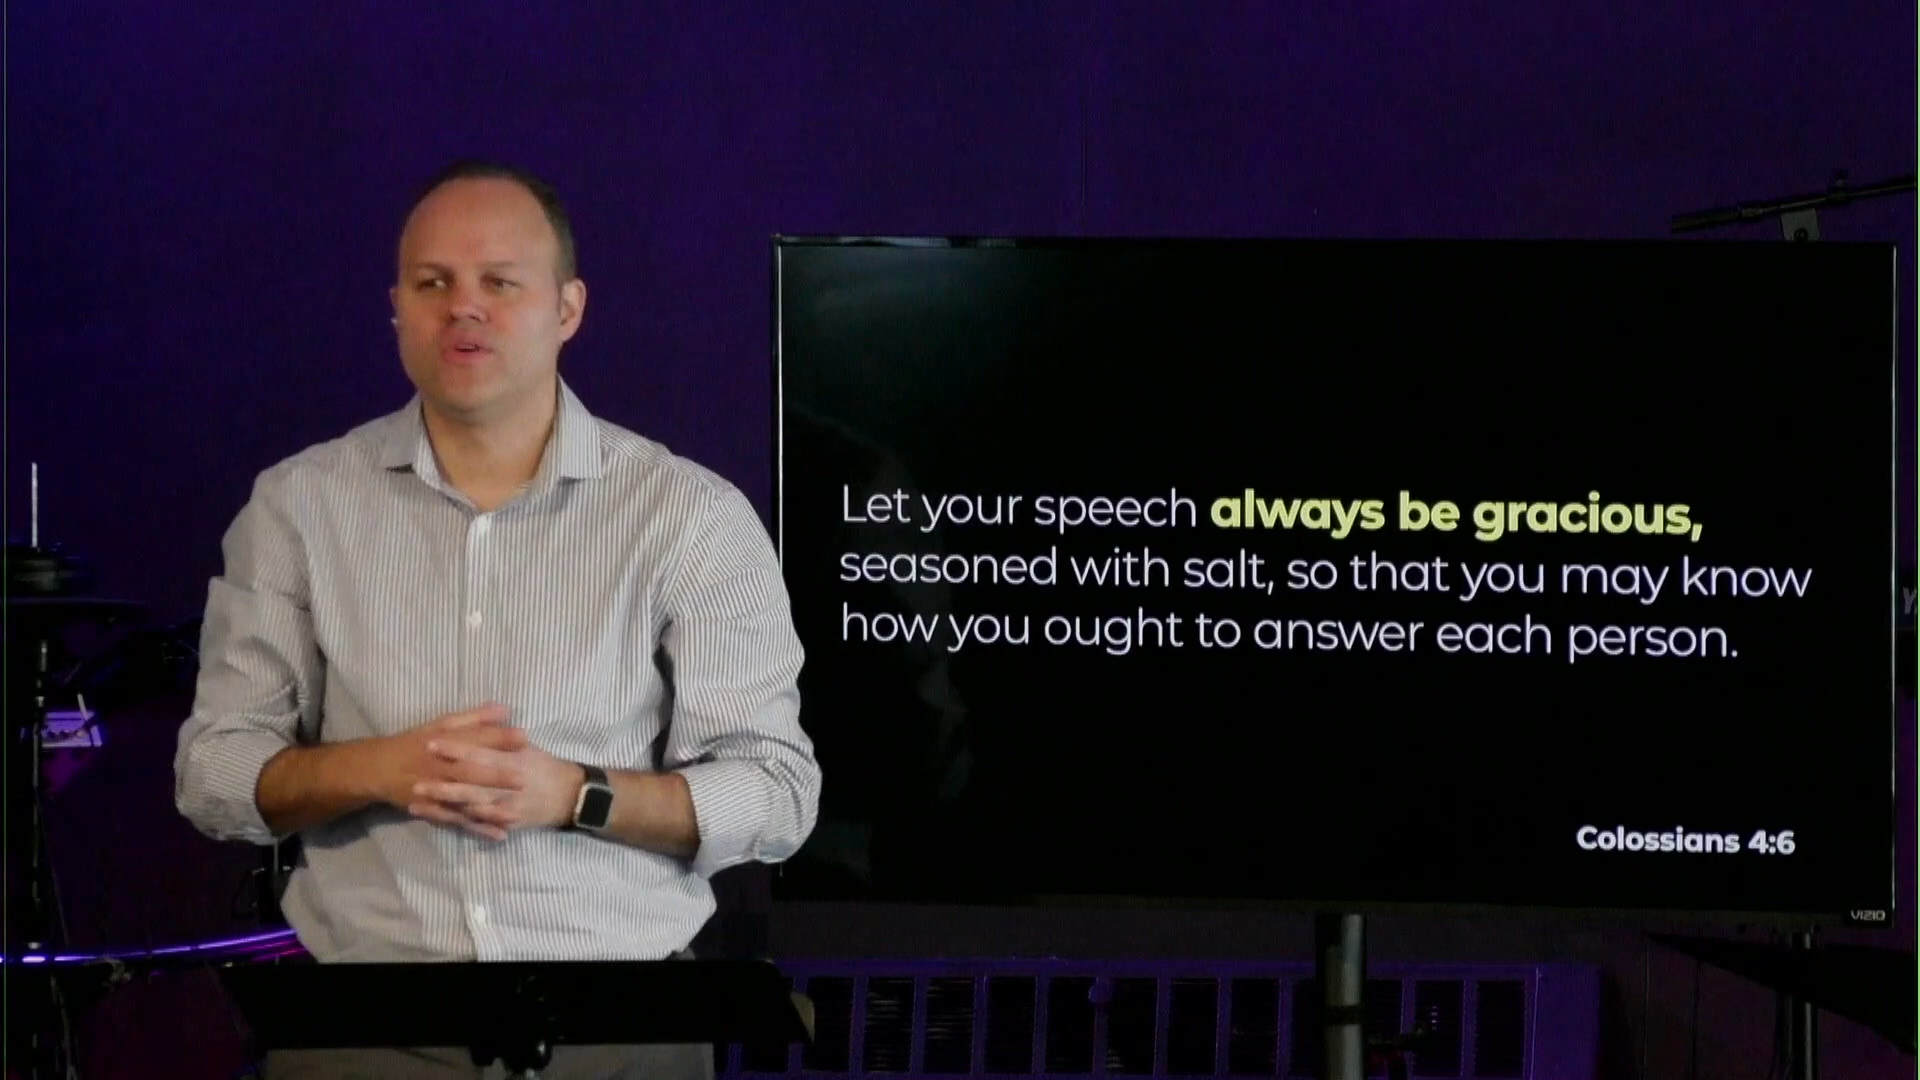 Let your speech always be gracious,
seasoned with salt, so that you may know
how you ought to answer each person.
Colossians 4:6
VIZIO